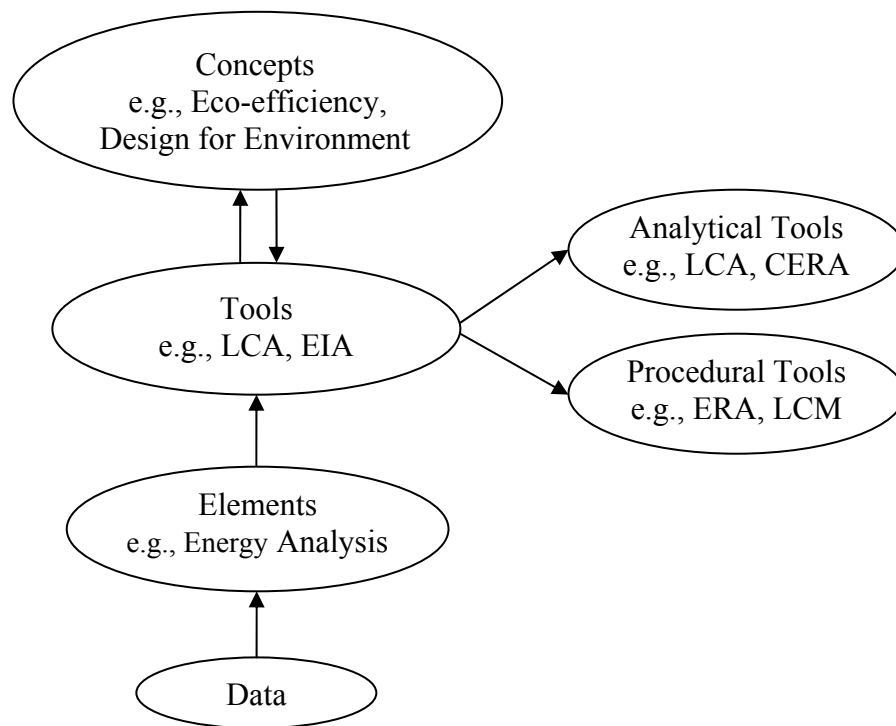 Concepts
e.g., Eco-efficiency,
Design for Environment
Analytical Tools
e.g., LCA, CERA
Tools
e.g., LCA, EIA
Procedural Tools
e.g., ERA, LCM
Elements
e.g., Energy Analysis
Data